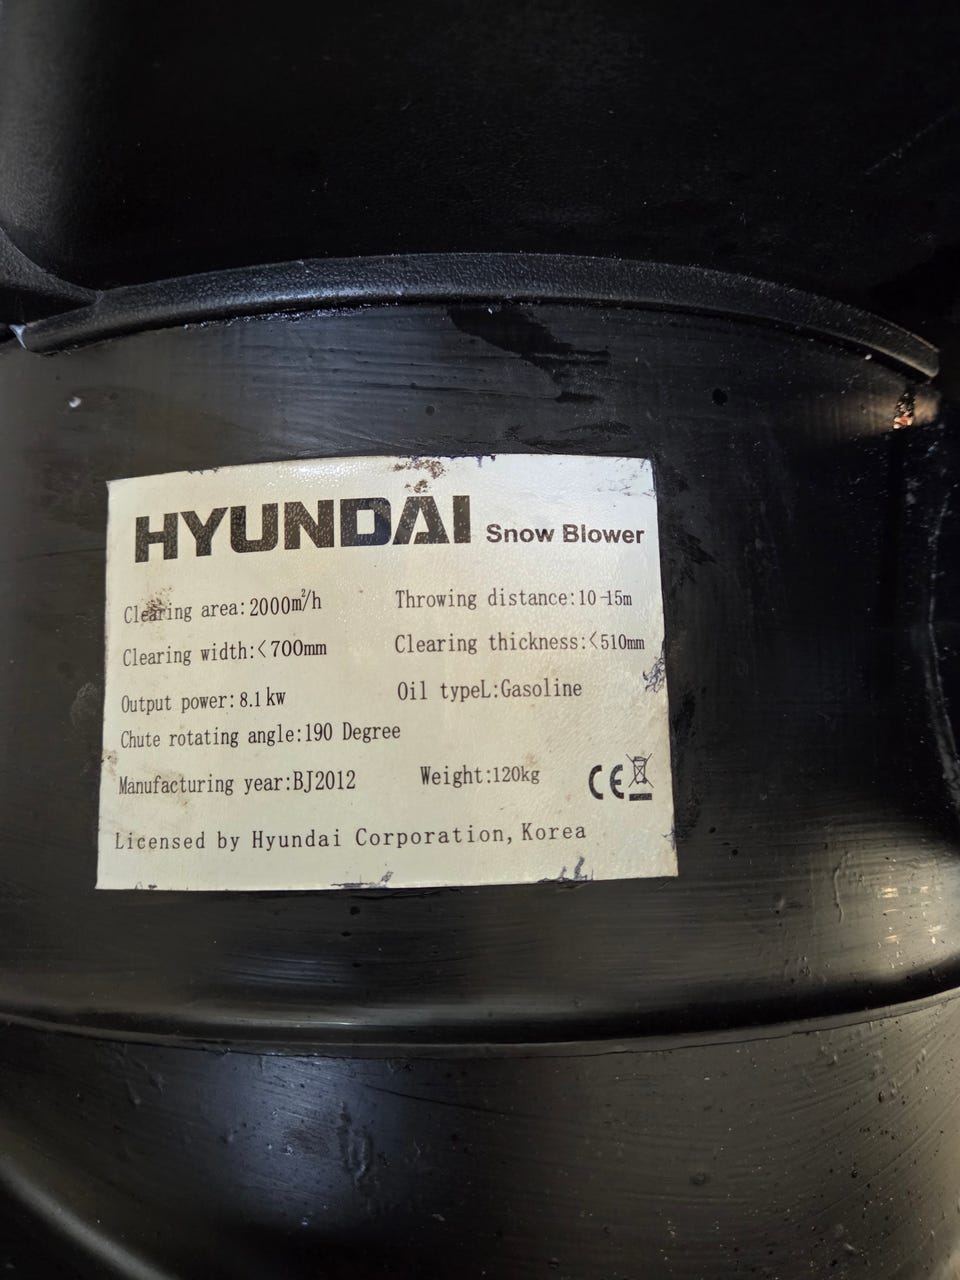 HYUNDAI Snow Blower
Clearing area:2000m²/h Throwing distance:10-15m
Clearing width:<700mm Clearing thickness:<510mm
Output power:8.1kw Oil typeL:Gasoline
Chute rotating angle:190 Degree
Manufacturing year:BJ2012 Weight:120kg CE
Licensed by Hyundai Corporation,Korea